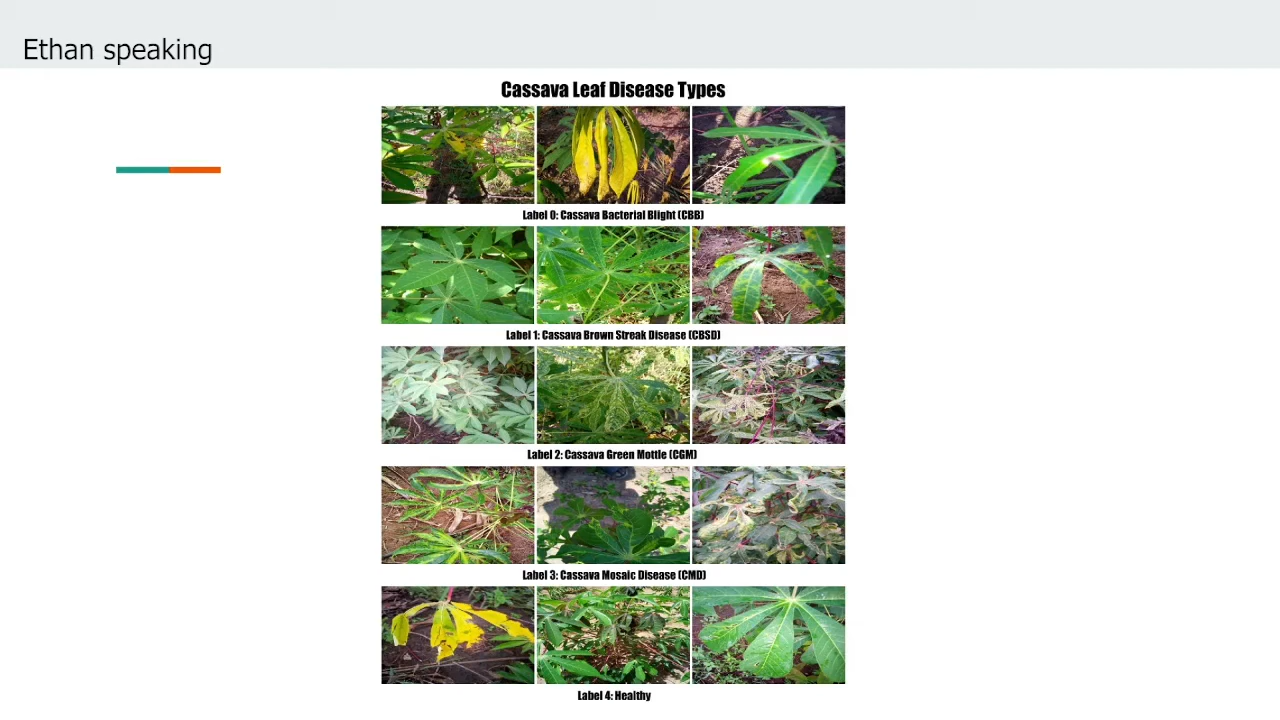 Ethan speaking
Cassava Leaf Disease Types
Label 0: Cassava Bacterial Blight (CBB)
Label 1: Cassava Brown Streak Disease (CBSD)
Label 2: Cassava Green Mottle (CGM)
Label 3: Cassava Mosaic Disease (CMD)
Label 4: Healthy